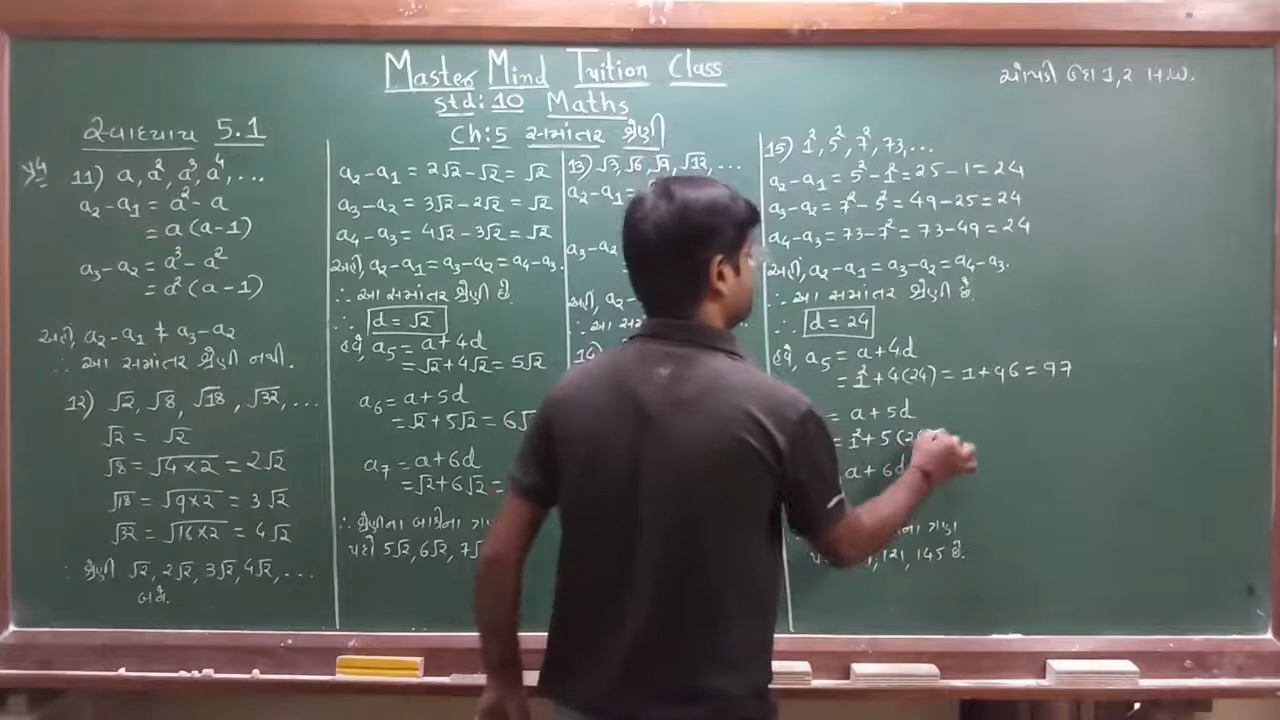 Master Mind Tuition Class
std: 10 Maths
Ch:5 સમાંતર શ્રેણી
સ્વાધ્યાય 5.1
11) a, a², a³, a⁴, ...
a₂-a₁ = a² - a
= a (a-1)
a₃-a₂ = a³ - a²
= a² (a-1)
અહીં, a₂-a₁ ≠ a₃-a₂
∴ આ સમાંતર શ્રેણી નથી.
12) √2, √8, √18, √32, ...
√2 = √2
√8 = √4×2 = 2√2
√18 = √9×2 = 3√2
√32 = √16×2 = 4√2
∴ શ્રેણી √2, 2√2, 3√2, 4√2, ...
બને.
a₂-a₁ = 2√2-√2 = √2
a₃-a₂ = 3√2-2√2 = √2
a₄-a₃ = 4√2-3√2 = √2
અહીં, a₂-a₁ = a₃-a₂ = a₄-a₃.
∴ આ સમાંતર શ્રેણી છે.
∴ d = √2
હવે, a₅ = a+4d
= √2+4√2 = 5√2
a₆ = a+5d
= √2+5√2 = 6√
a₇ = a+6d
= √2+6√2 =
∴ શ્રેણીના બાકીના
પદો 5√2, 6√2, 7√
13) √3, √6, √9, √12, ...
a₂-a₁ =
a₃-a₂
અહીં, a₂-
∴ આ
14)
15) 1², 5², 7², 73, ...
a₂-a₁ = 5²-1² = 25-1 = 24
a₃-a₂ = 7²-5² = 49-25 = 24
a₄-a₃ = 73-7² = 73-49 = 24
અહીં, a₂-a₁ = a₃-a₂ = a₄-a₃.
∴ આ સમાંતર શ્રેણી છે.
∴ d = 24
હવે, a₅ = a+4d
= 1²+4(24) = 1+96 = 97
= a+5d
= 1²+5(2
a+6d
ના ત્રણ
121, 145 છે.